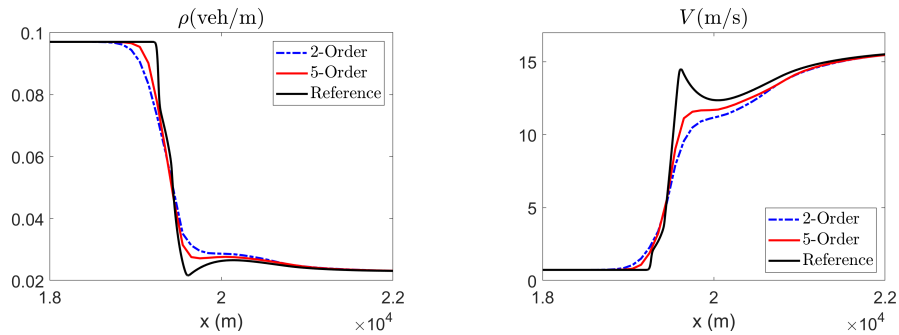 ρ(veh/m)
0.1
0.08
0.06
0.04
0.02
2-Order
5-Order
Reference
1.8
2
2.2
x (m)
×10⁴
V(m/s)
15
10
5
0
2-Order
5-Order
Reference
1.8
2
2.2
x (m)
×10⁴